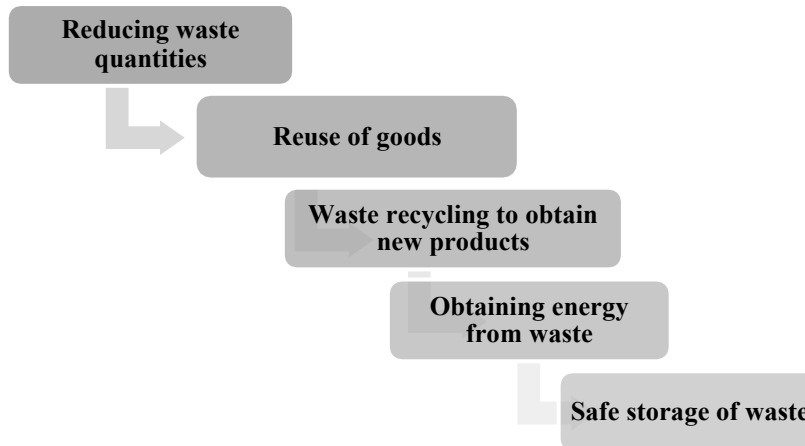 Reducing waste
quantities
Reuse of goods
Waste recycling to obtain
new products
Obtaining energy
from waste
Safe storage of waste